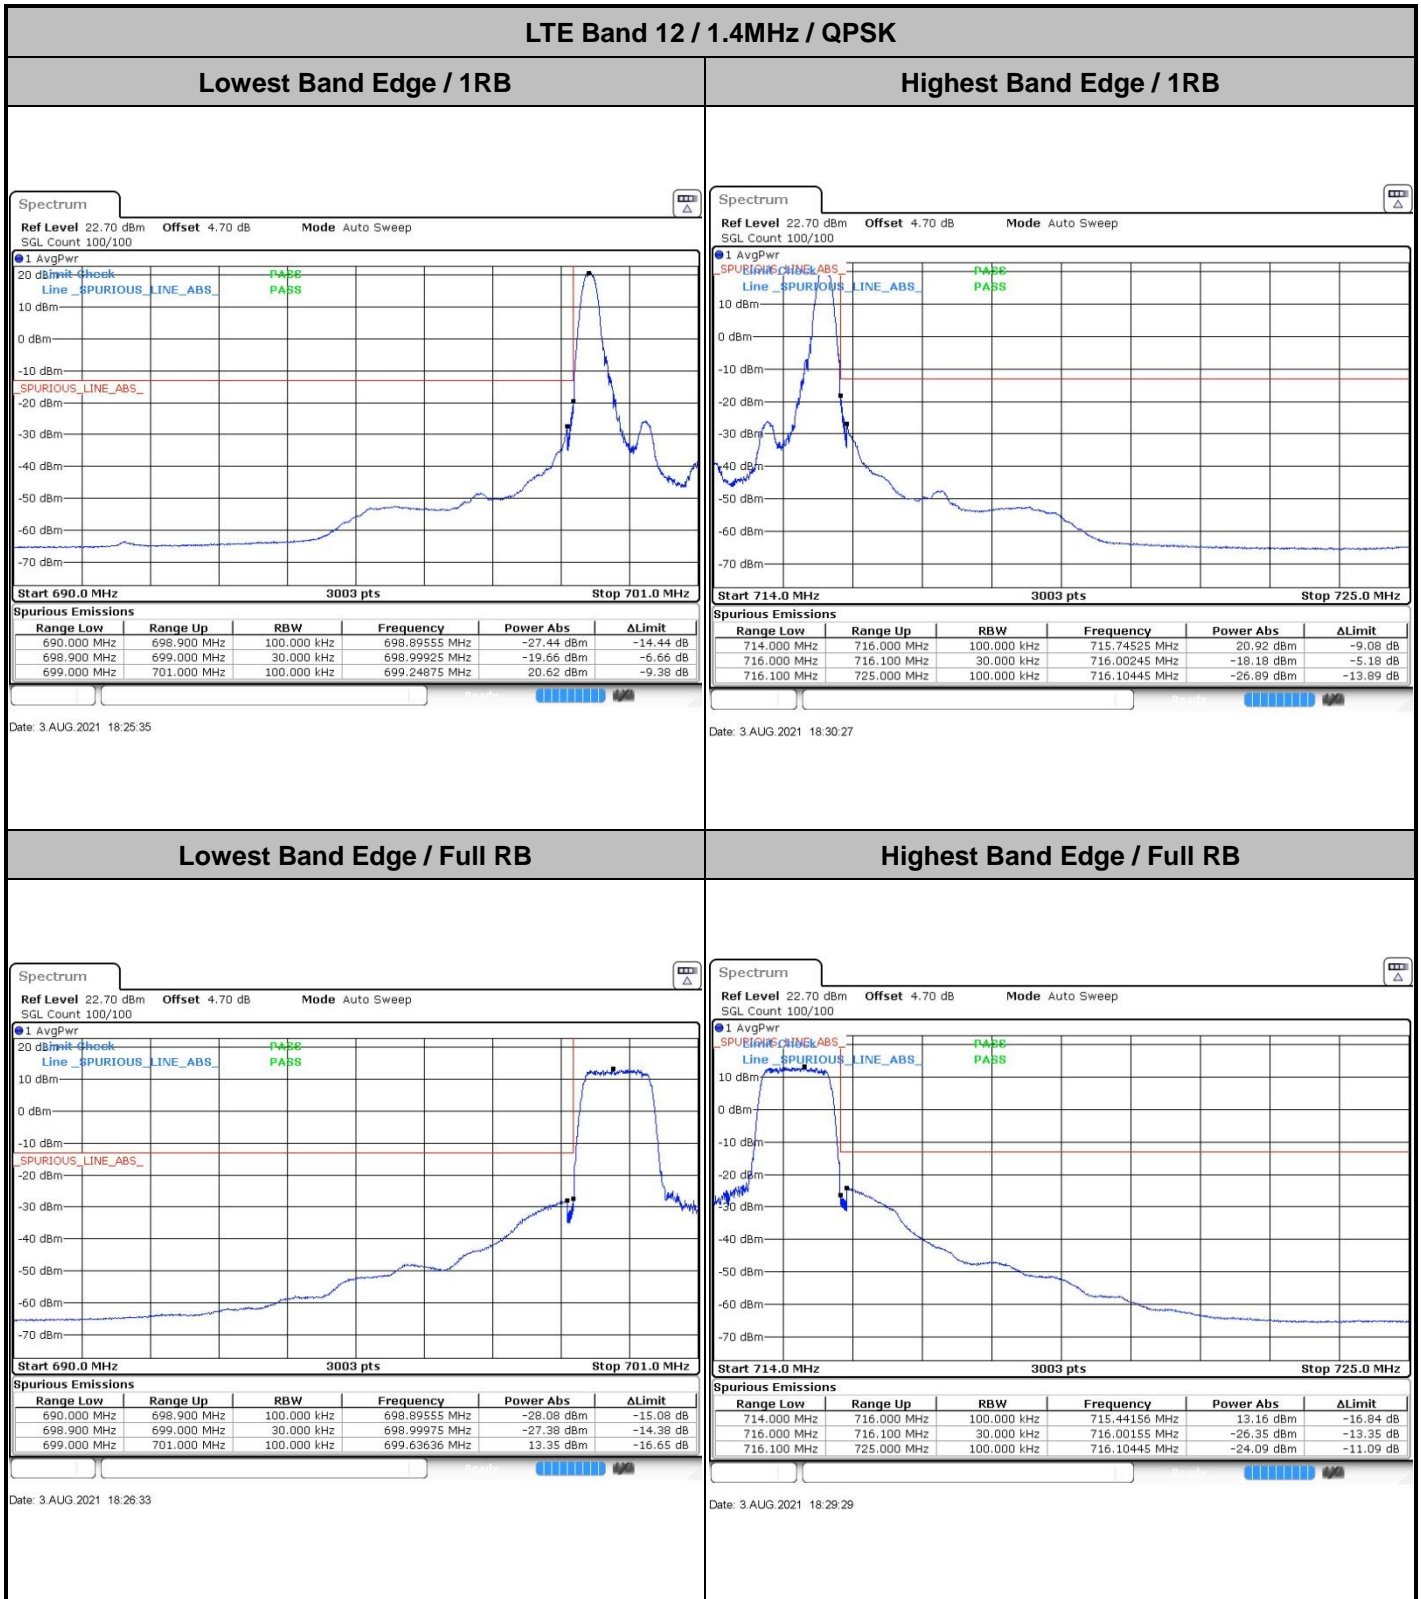 LTE Band 12 / 1.4MHz / QPSK
Lowest Band Edge / 1RB
Highest Band Edge / 1RB
Spectrum
Ref Level 22.70 dBm Offset 4.70 dB Mode Auto Sweep
SGL Count 100/100
1 AvgPwr
20 dBm Limit Check PASS
Line _SPURIOUS_LINE_ABS_ PASS
10 dBm
0 dBm
-10 dBm
_SPURIOUS_LINE_ABS_
-20 dBm
-30 dBm
-40 dBm
-50 dBm
-60 dBm
-70 dBm
Start 690.0 MHz 3003 pts Stop 701.0 MHz
Spurious Emissions
Range Low Range Up RBW Frequency Power Abs ΔLimit
690.000 MHz 698.900 MHz 100.000 kHz 698.89555 MHz -27.44 dBm -14.44 dB
698.900 MHz 699.000 MHz 30.000 kHz 698.99925 MHz -19.66 dBm -6.66 dB
699.000 MHz 701.000 MHz 100.000 kHz 699.24875 MHz 20.62 dBm -9.38 dB
Date: 3.AUG.2021 18:25:35
Spectrum
Ref Level 22.70 dBm Offset 4.70 dB Mode Auto Sweep
SGL Count 100/100
1 AvgPwr
_SPURIOUS_LINE_ABS_
Limit Check PASS
Line _SPURIOUS_LINE_ABS_ PASS
10 dBm
0 dBm
-10 dBm
-20 dBm
-30 dBm
-40 dBm
-50 dBm
-60 dBm
-70 dBm
Start 714.0 MHz 3003 pts Stop 725.0 MHz
Spurious Emissions
Range Low Range Up RBW Frequency Power Abs ΔLimit
714.000 MHz 716.000 MHz 100.000 kHz 715.74525 MHz 20.92 dBm -9.08 dB
716.000 MHz 716.100 MHz 30.000 kHz 716.00245 MHz -18.18 dBm -5.18 dB
716.100 MHz 725.000 MHz 100.000 kHz 716.10445 MHz -26.89 dBm -13.89 dB
Date: 3.AUG.2021 18:30:27
Lowest Band Edge / Full RB
Highest Band Edge / Full RB
Spectrum
Ref Level 22.70 dBm Offset 4.70 dB Mode Auto Sweep
SGL Count 100/100
1 AvgPwr
20 dBm Limit Check PASS
Line _SPURIOUS_LINE_ABS_ PASS
10 dBm
0 dBm
-10 dBm
_SPURIOUS_LINE_ABS_
-20 dBm
-30 dBm
-40 dBm
-50 dBm
-60 dBm
-70 dBm
Start 690.0 MHz 3003 pts Stop 701.0 MHz
Spurious Emissions
Range Low Range Up RBW Frequency Power Abs ΔLimit
690.000 MHz 698.900 MHz 100.000 kHz 698.89555 MHz -28.08 dBm -15.08 dB
698.900 MHz 699.000 MHz 30.000 kHz 698.99975 MHz -27.38 dBm -14.38 dB
699.000 MHz 701.000 MHz 100.000 kHz 699.63636 MHz 13.35 dBm -16.65 dB
Date: 3.AUG.2021 18:26:33
Spectrum
Ref Level 22.70 dBm Offset 4.70 dB Mode Auto Sweep
SGL Count 100/100
1 AvgPwr
_SPURIOUS_LINE_ABS_
Limit Check PASS
Line _SPURIOUS_LINE_ABS_ PASS
10 dBm
0 dBm
-10 dBm
-20 dBm
-30 dBm
-40 dBm
-50 dBm
-60 dBm
-70 dBm
Start 714.0 MHz 3003 pts Stop 725.0 MHz
Spurious Emissions
Range Low Range Up RBW Frequency Power Abs ΔLimit
714.000 MHz 716.000 MHz 100.000 kHz 715.44156 MHz 13.16 dBm -16.84 dB
716.000 MHz 716.100 MHz 30.000 kHz 716.00155 MHz -26.35 dBm -13.35 dB
716.100 MHz 725.000 MHz 100.000 kHz 716.10445 MHz -24.09 dBm -11.09 dB
Date: 3.AUG.2021 18:29:29